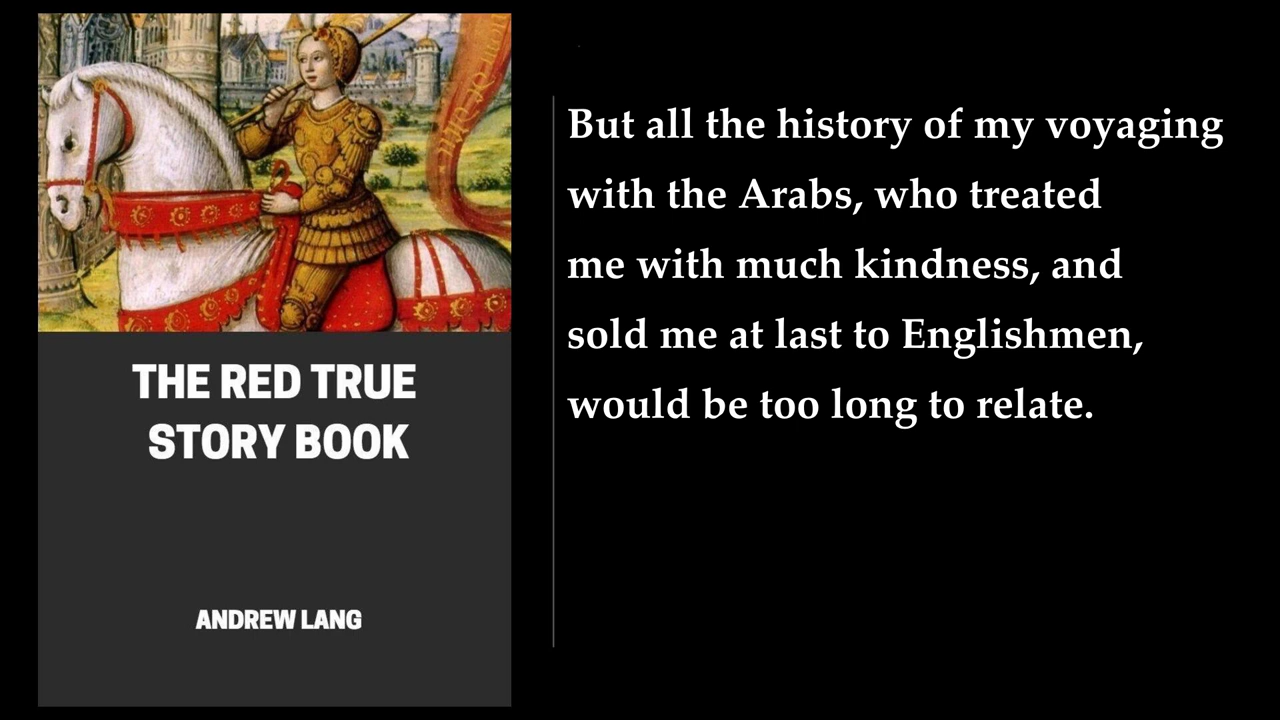 THE RED TRUE
STORY BOOK
ANDREW LANG
But all the history of my voyaging
with the Arabs, who treated
me with much kindness, and
sold me at last to Englishmen,
would be too long to relate.